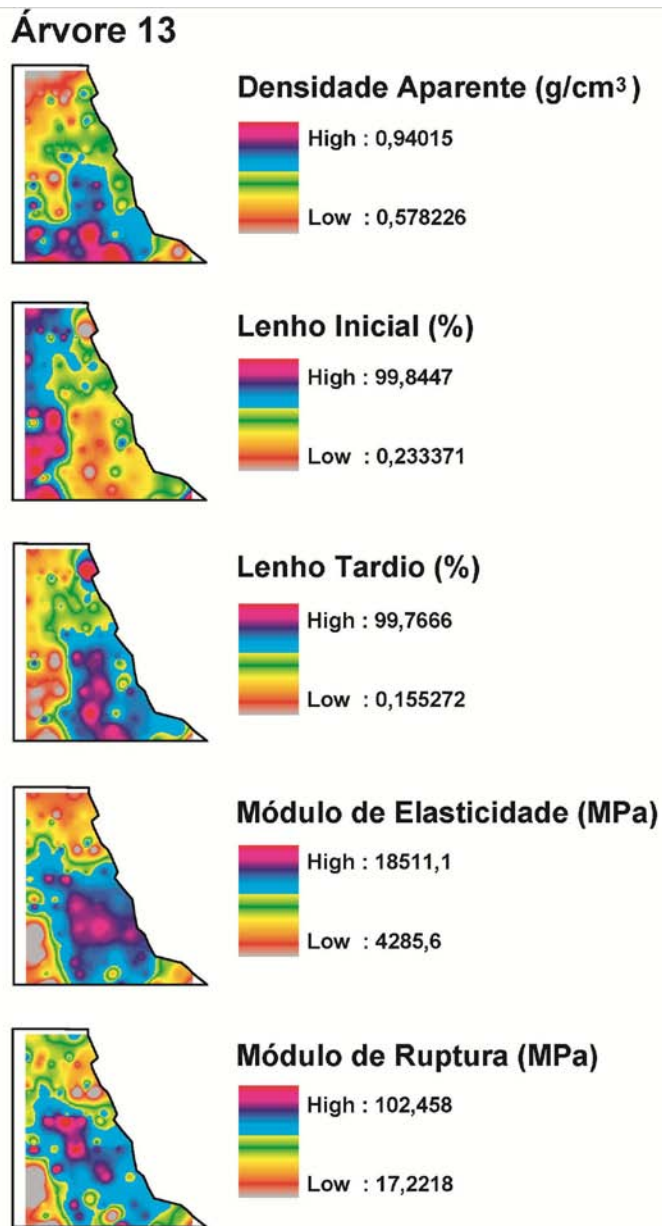 Árvore 13
Densidade Aparente (g/cm³)
High : 0,94015
Low : 0,578226
Lenho Inicial (%)
High : 99,8447
Low : 0,233371
Lenho Tardio (%)
High : 99,7666
Low : 0,155272
Módulo de Elasticidade (MPa)
High : 18511,1
Low : 4285,6
Módulo de Ruptura (MPa)
High : 102,458
Low : 17,2218